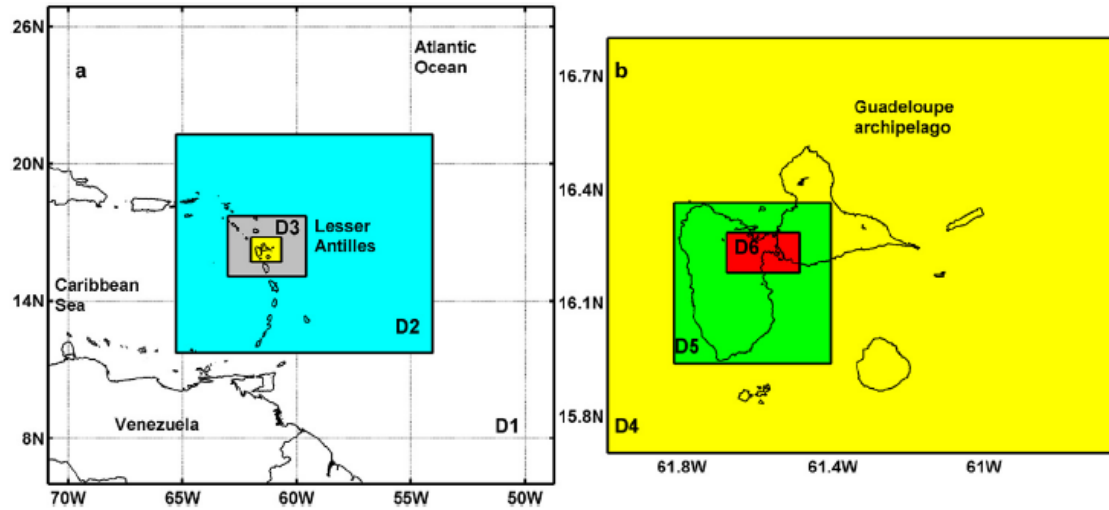 26N
a
Atlantic
Ocean
20N
D3
Lesser
Antilles
14N
Caribbean
Sea
D2
Venezuela
8N
D1
70W 65W 60W 55W 50W
b
16.7N
Guadeloupe
archipelago
16.4N
D6
16.1N
D5
15.8N
D4
61.8W 61.4W 61W